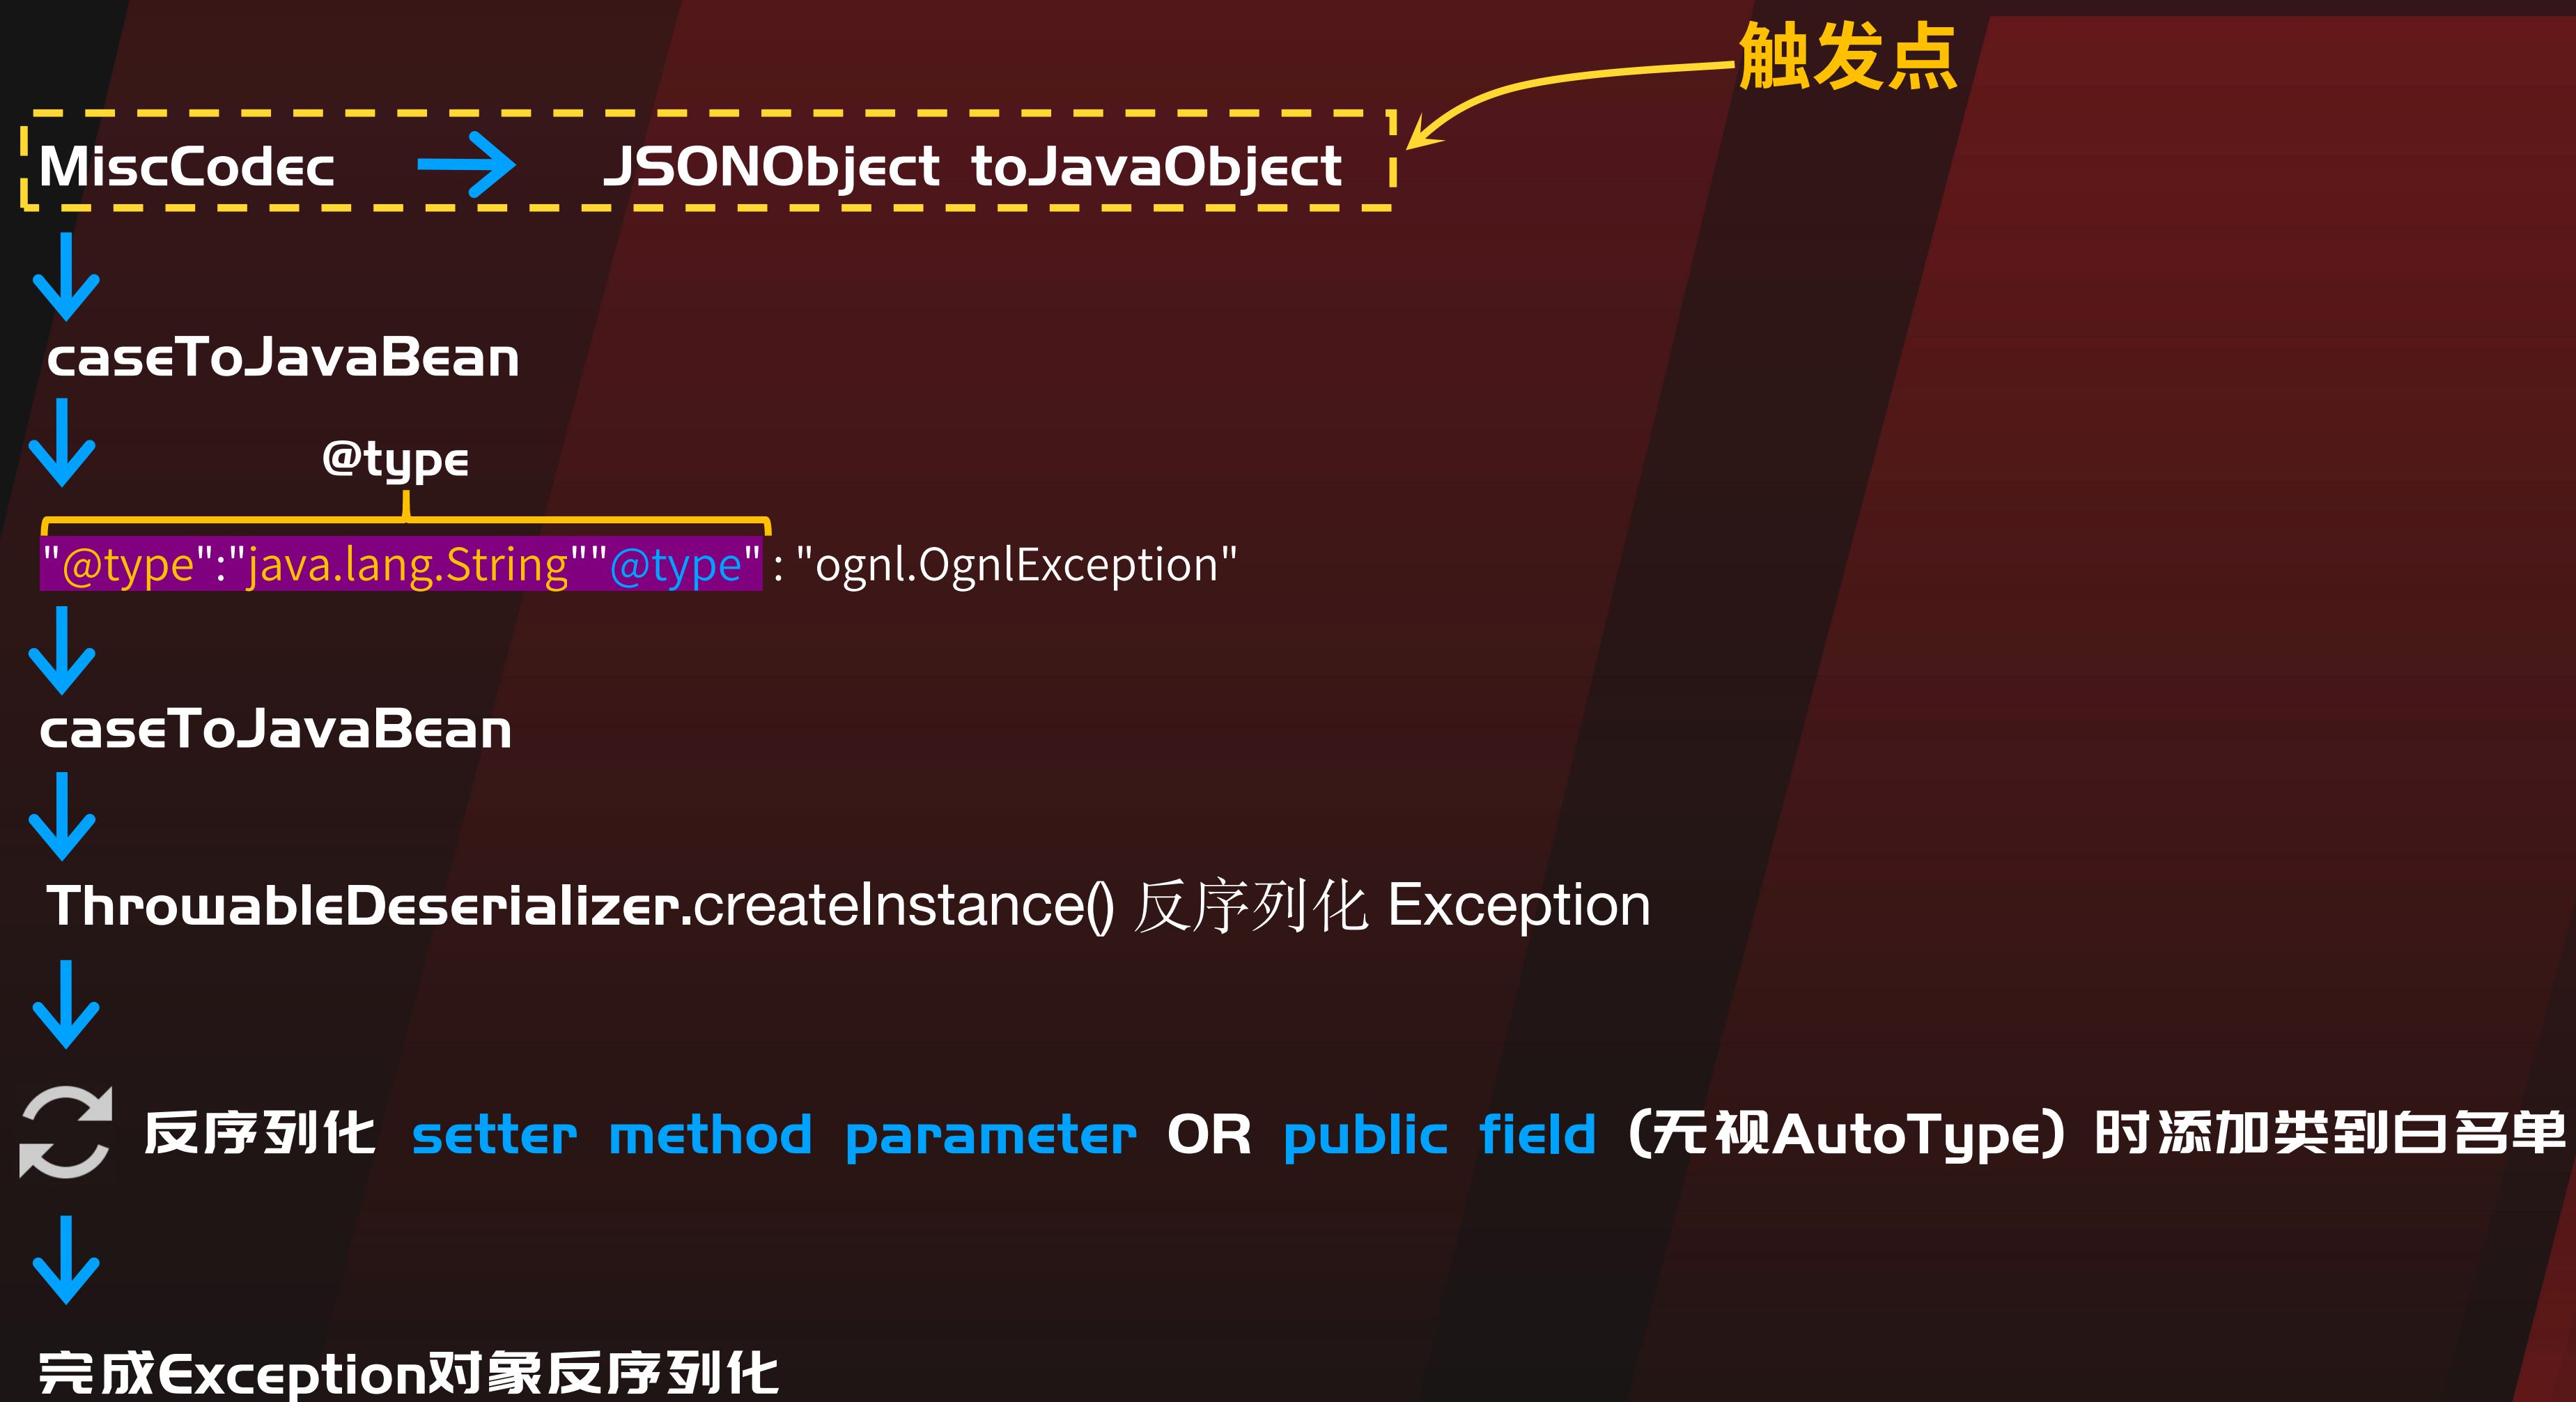 触发点
MiscCodec JSONObject toJavaObject
caseToJavaBean
@type
"@type":"java.lang.String""@type" : "ognl.OgnlException"
caseToJavaBean
ThrowableDeserializer.createInstance() 反序列化 Exception
反序列化 setter method parameter OR public field (无视AutoType) 时添加类到白名单
完成Exception对象反序列化